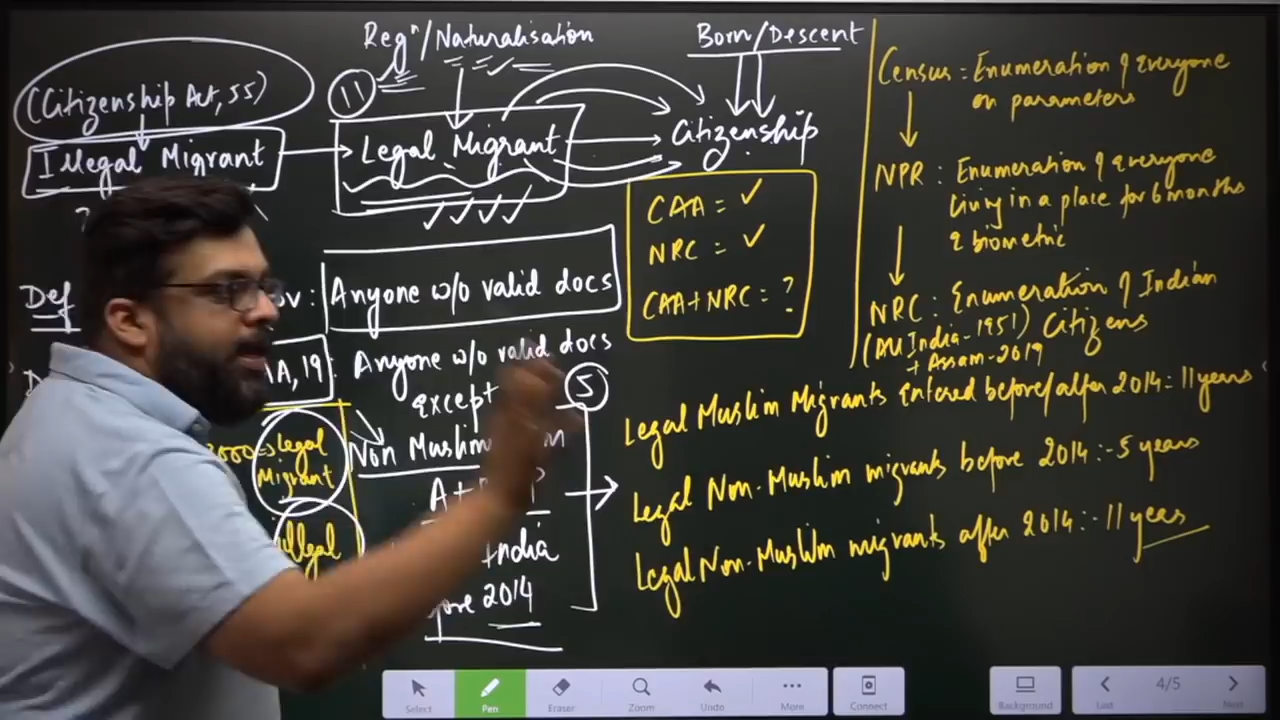 (Citizenship Act, 55)
Illegal Migrant
Regⁿ/Naturalisation
11
Legal Migrant
Born/Descent
Citizenship
CAA = ✓
NRC = ✓
CAA+NRC = ?
Census : Enumeration of everyone
on parameters
NPR : Enumeration of everyone
living in a place for 6 months
& biometric
NRC : Enumeration of Indian
Citizens
(All India-1951)
+ Assam-2019
Def
: Anyone w/o valid docs
AA, 19 : Anyone w/o valid docs
except
5
Non Muslim
A+
India
2014
Legal
Migrant
illegal
Legal Muslim Migrants Entered before/after 2014 = 11 years
Legal Non-Muslim migrants before 2014 :- 5 years
Legal Non-Muslim migrants after 2014 :- 11 years
Select
Pen
Eraser
Zoom
Undo
More
Connect
Background
Last
4/5
Next